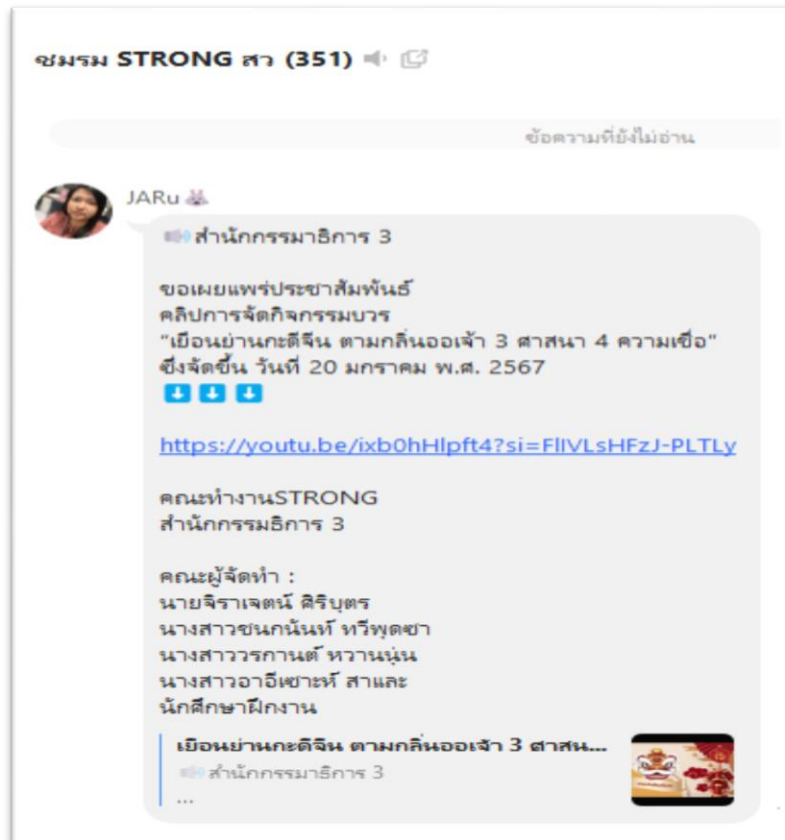 ชมรม STRONG สว (351)
ข้อความที่ยังไม่อ่าน
JARu
สำนักกรรมาธิการ 3
ขอเผยแพร่ประชาสัมพันธ์
คลิปการจัดกิจกรรมบวร
"เยือนย่านกะดีจีน ตามกลิ่นออเจ้า 3 ศาสนา 4 ความเชื่อ"
ซึ่งจัดขึ้น วันที่ 20 มกราคม พ.ศ. 2567
https://youtu.be/ixb0hHlpft4?si=FlIVLsHFzJ-PLTLy
คณะทำงานSTRONG
สำนักกรรมธิการ 3
คณะผู้จัดทำ :
นายจิราเจตน์ ศิริบุตร
นางสาวชนกนันท์ ทวีพุดซา
นางสาววรกานต์ หวานนุ่น
นางสาวอาอีเซาะห์ สาและ
นักศึกษาฝึกงาน
เยือนย่านกะดีจีน ตามกลิ่นออเจ้า 3 ศาสน...
สำนักกรรมาธิการ 3
...